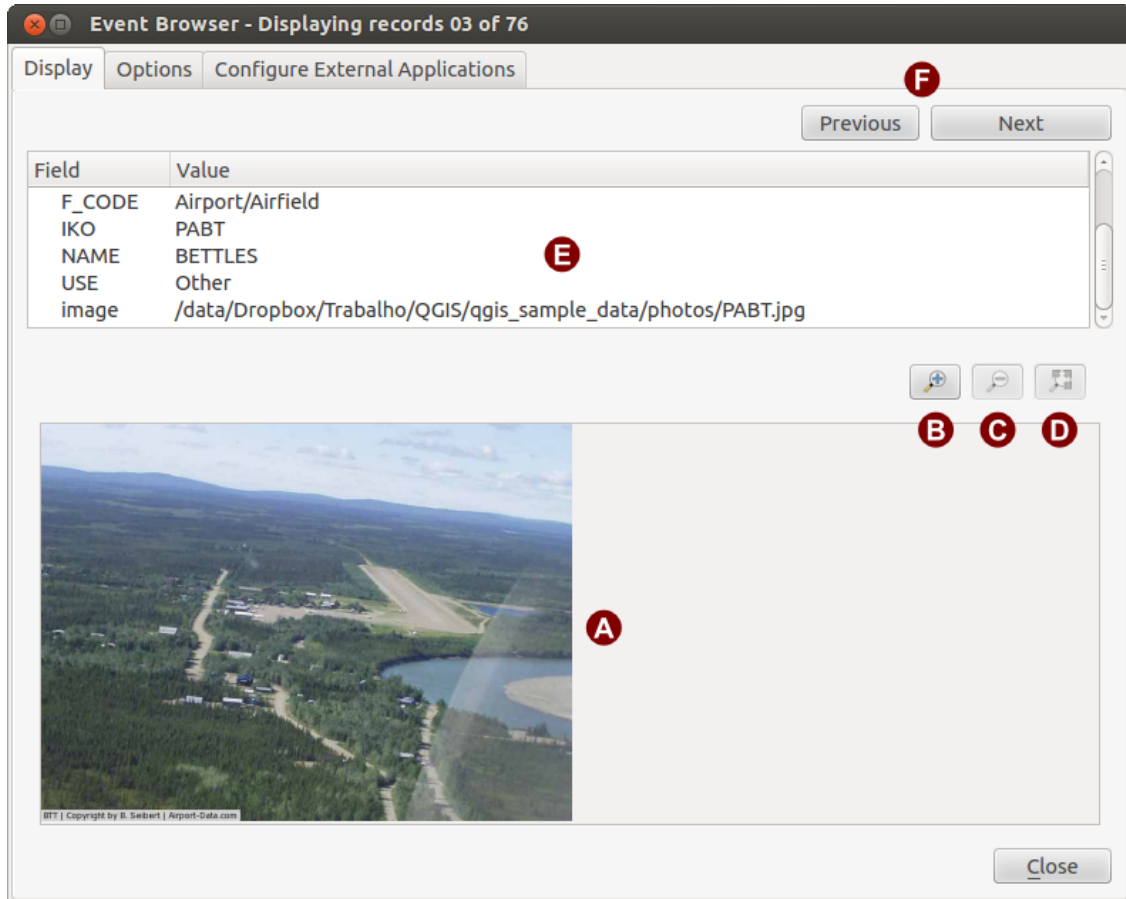 Event Browser - Displaying records 03 of 76
Display Options Configure External Applications
F
Previous Next
Field Value
F_CODE Airport/Airfield
IKO PABT
NAME BETTLES
USE Other
image /data/Dropbox/Trabalho/QGIS/qgis_sample_data/photos/PABT.jpg
E
B C D
A
BTT | Copyright by B. Seibert | Airport-Data.com
Close